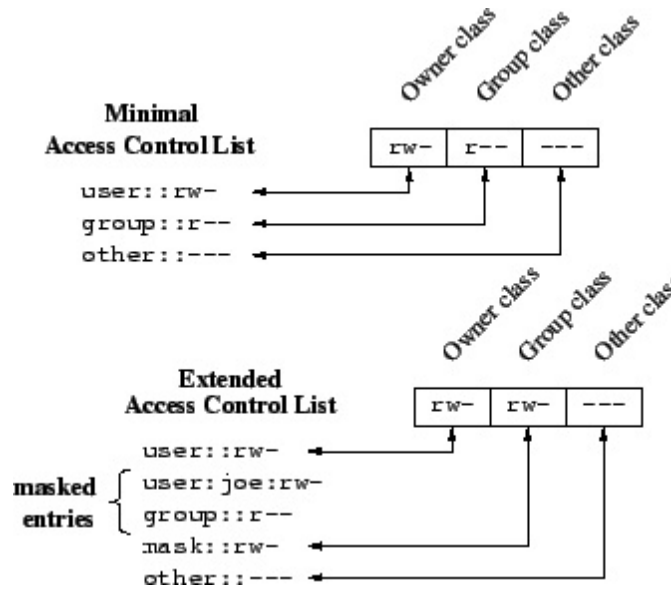 Owner class
Group class
Other class
Minimal
Access Control List
rw- r-- ---
user::rw-
group::r--
other::---
Owner class
Group class
Other class
Extended
Access Control List
rw- rw- ---
user::rw-
user:joe:rw-
group::r--
masked
entries
mask::rw-
other::---